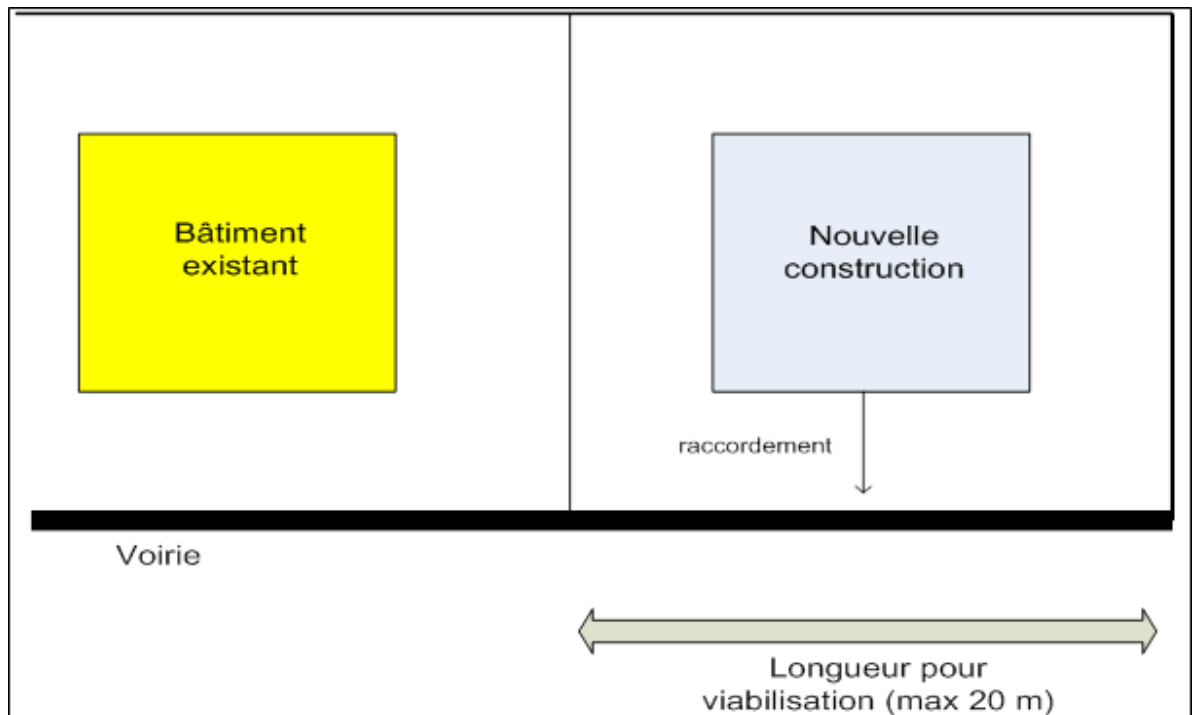 Bâtiment
existant
Nouvelle
construction
raccordement
Voirie
Longueur pour
viabilisation (max 20 m)